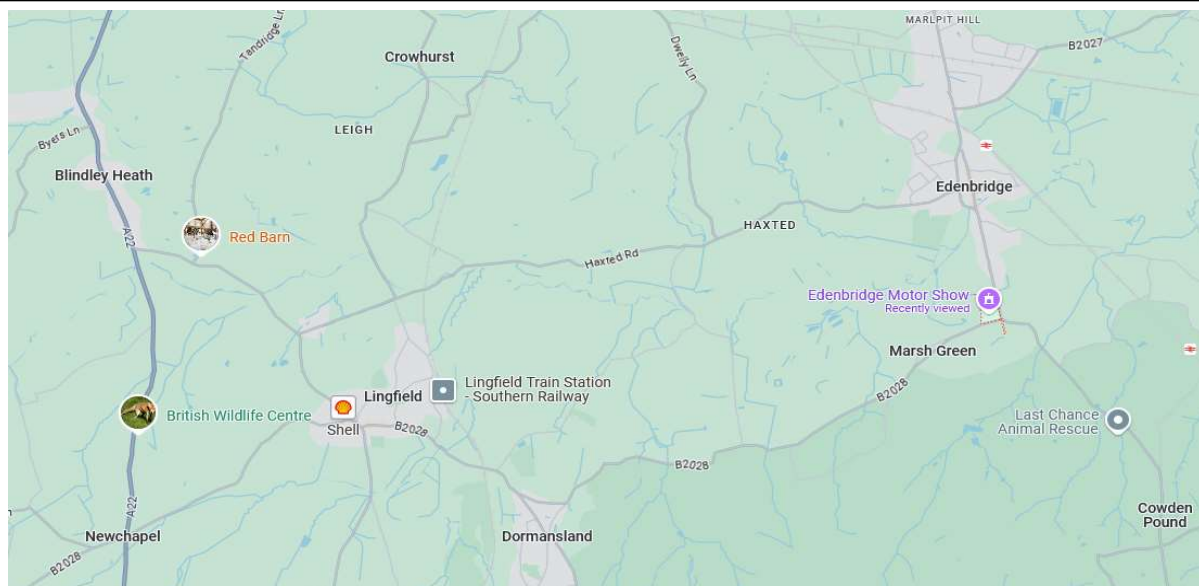 MARLPIT HILL
B2027
Tandridge Ln
Crowhurst
Dwelly Ln
Byers Ln
LEIGH
Blindley Heath
Edenbridge
A22
Red Barn
HAXTED
Haxted Rd
Edenbridge Motor Show
Recently viewed
Marsh Green
Lingfield Train Station
- Southern Railway
Lingfield
B2028
British Wildlife Centre
Shell
B2028
Last Chance
Animal Rescue
B2028
A22
Cowden
Pound
Newchapel
Dormansland
B2028